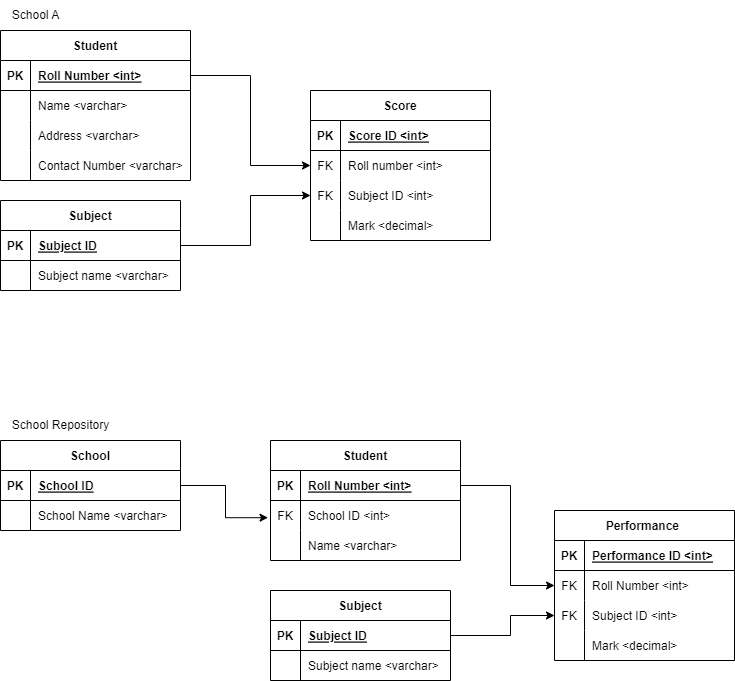 School A
Student
PK Roll Number <int>
Name <varchar>
Address <varchar>
Contact Number <varchar>
Subject
PK Subject ID
Subject name <varchar>
Score
PK Score ID <int>
FK Roll number <int>
FK Subject ID <int>
Mark <decimal>
School Repository
School
PK School ID
School Name <varchar>
Student
PK Roll Number <int>
FK School ID <int>
Name <varchar>
Subject
PK Subject ID
Subject name <varchar>
Performance
PK Performance ID <int>
FK Roll Number <int>
FK Subject ID <int>
Mark <decimal>